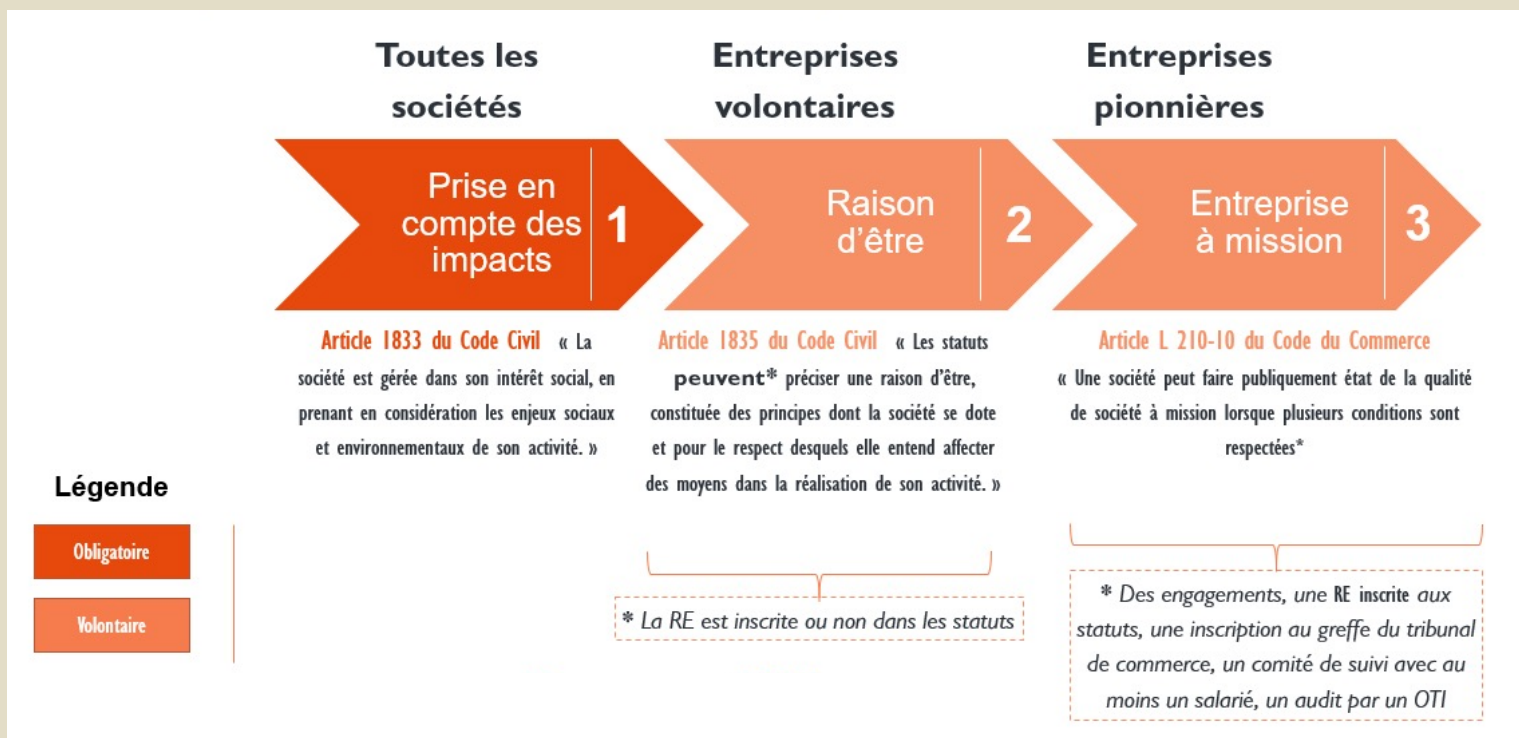 Toutes les
sociétés
Entreprises
volontaires
Entreprises
pionnières
Prise en
compte des
impacts
1
Raison
d'être
2
Entreprise
à mission
3
Article 1833 du Code Civil « La
société est gérée dans son intérêt social, en
prenant en considération les enjeux sociaux
et environnementaux de son activité. »
Article 1835 du Code Civil « Les statuts
peuvent* préciser une raison d'être,
constituée des principes dont la société se dote
et pour le respect desquels elle entend affecter
des moyens dans la réalisation de son activité. »
Article L 210-10 du Code du Commerce
« Une société peut faire publiquement état de la qualité
de société à mission lorsque plusieurs conditions sont
respectées*
Légende
Obligatoire
Volontaire
* La RE est inscrite ou non dans les statuts
* Des engagements, une RE inscrite aux
statuts, une inscription au greffe du tribunal
de commerce, un comité de suivi avec au
moins un salarié, un audit par un OTI